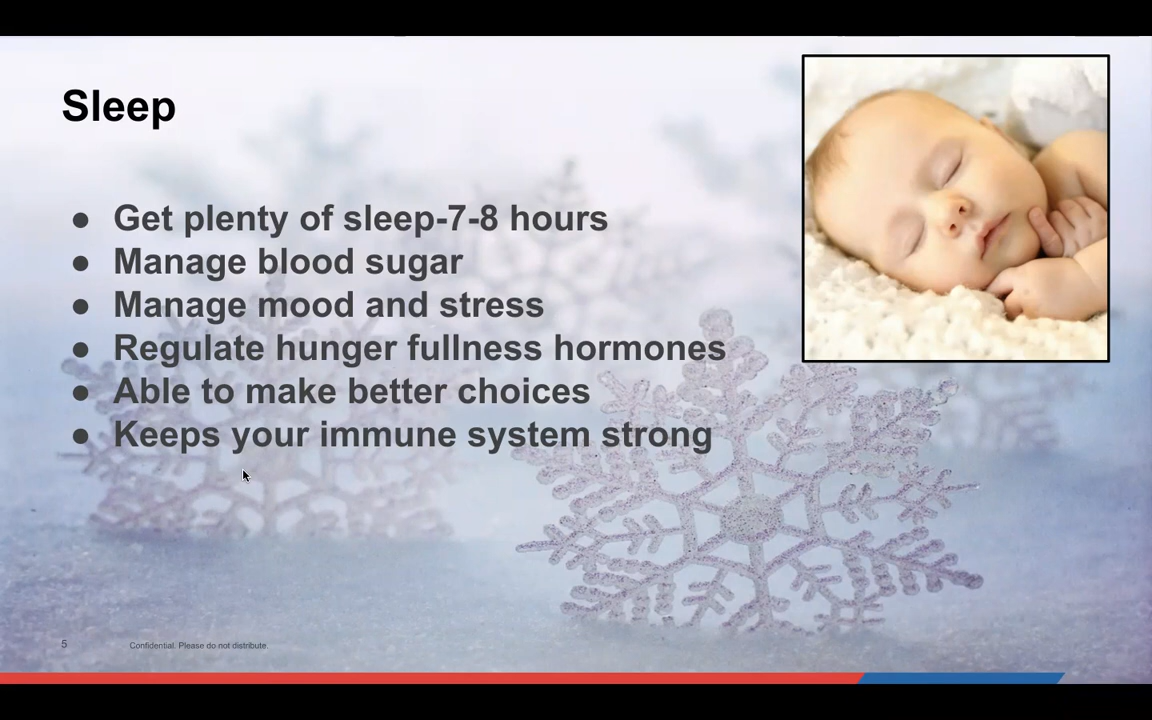 Sleep
● Get plenty of sleep-7-8 hours
● Manage blood sugar
● Manage mood and stress
● Regulate hunger fullness hormones
● Able to make better choices
● Keeps your immune system strong
5 Confidential. Please do not distribute.